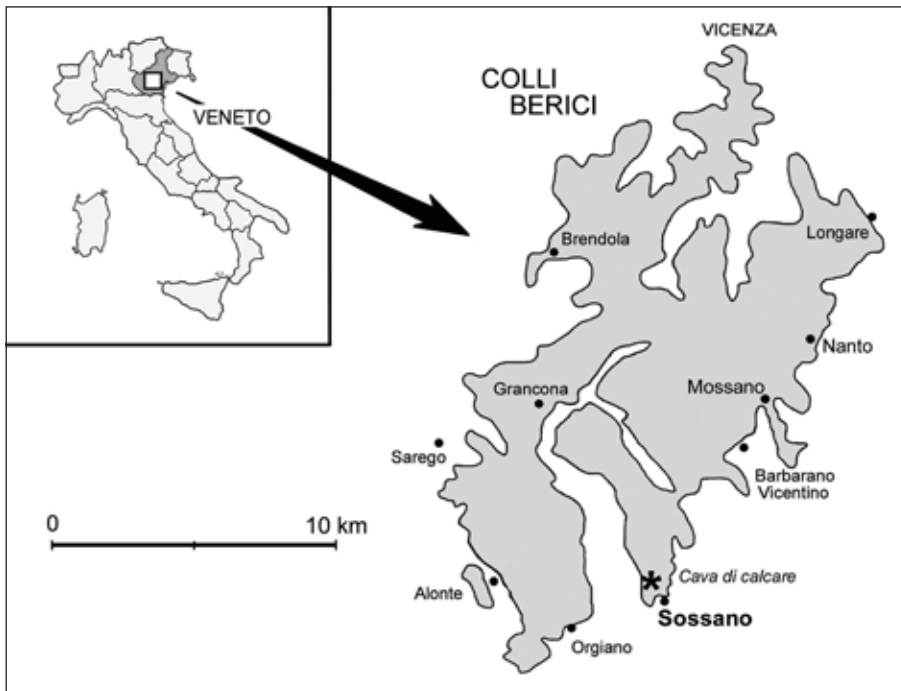 VENETO
VICENZA
COLLI
BERICI
Brendola
Longare
Nanto
Grancona
Mossano
Sarego
Barbarano
Vicentino
0
10 km
Cava di calcare
Alonte
Sossano
Orgiano